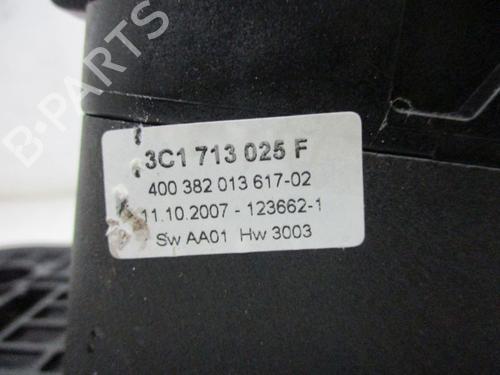 B-PARTS
3C1 713 025 F
400 382 013 617-02
11.10.2007 - 123662-1
Sw AA01 Hw 3003